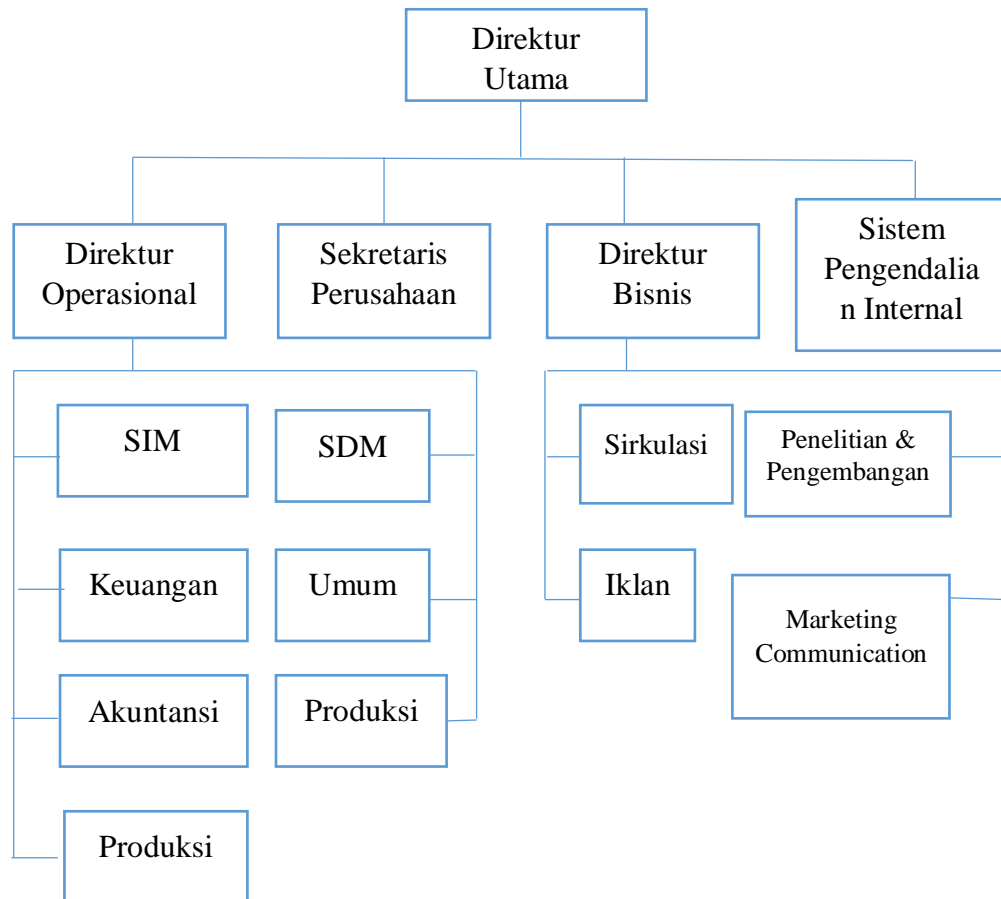 Direktur
Utama
Direktur
Operasional
Sekretaris
Perusahaan
Direktur
Bisnis
Sistem
Pengendalia
n Internal
SIM
SDM
Sirkulasi
Penelitian &
Pengembangan
Keuangan
Umum
Iklan
Marketing
Communication
Akuntansi
Produksi
Produksi